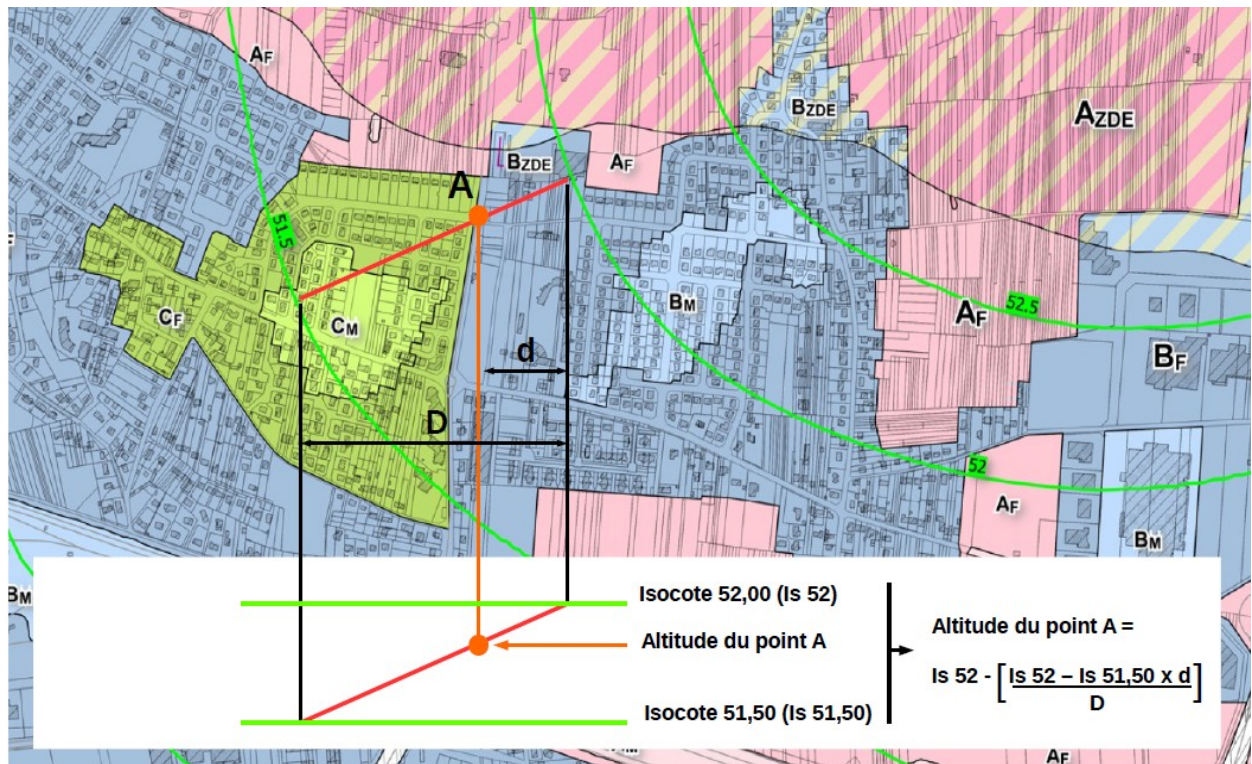 AF
BZDE
AZDE
BZDE
AF
A
51.5
F
CF
CM
BM
AF
52.5
BF
d
D
52
AF
BM
BM
Isocote 52,00 (Is 52)
Altitude du point A
Isocote 51,50 (Is 51,50)
Altitude du point A =
Is 52 - [ Is 52 – Is 51,50 x d ]
D
AF